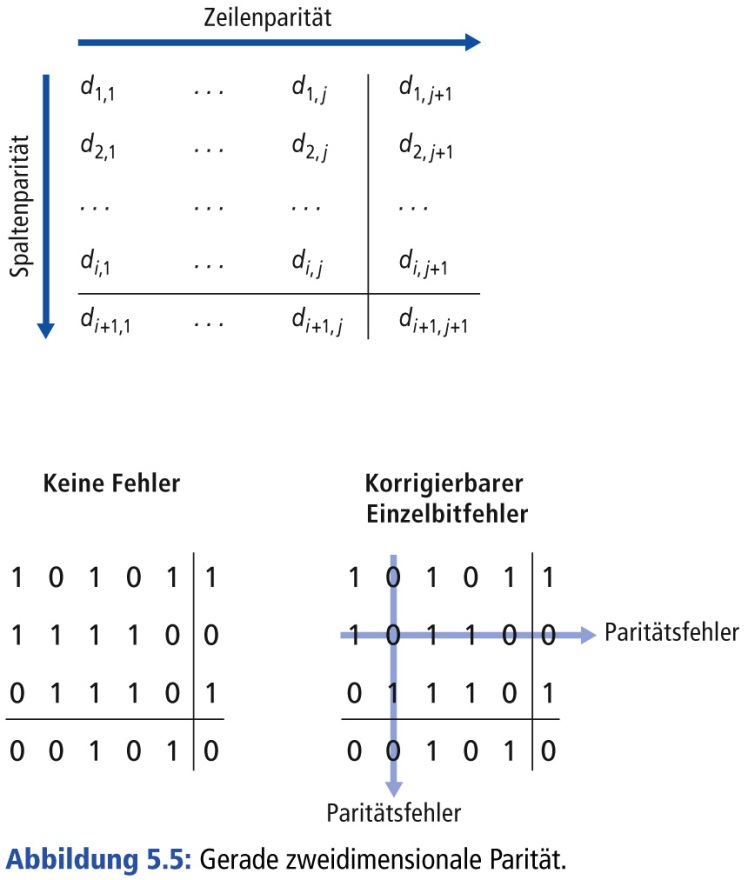 Zeilenparität
Spaltenparität
d1,1 . . . d1,j d1,j+1
d2,1 . . . d2,j d2,j+1
. . . . . . . . . . . .
di,1 . . . di,j di,j+1
di+1,1 . . . di+1,j di+1,j+1
Keine Fehler
1 0 1 0 1 1
1 1 1 1 0 0
0 1 1 1 0 1
0 0 1 0 1 0
Korrigierbarer
Einzelbitfehler
1 0 1 0 1 1
1 0 1 1 0 0
Paritätsfehler
0 1 1 1 0 1
0 0 1 0 1 0
Paritätsfehler
Abbildung 5.5: Gerade zweidimensionale Parität.